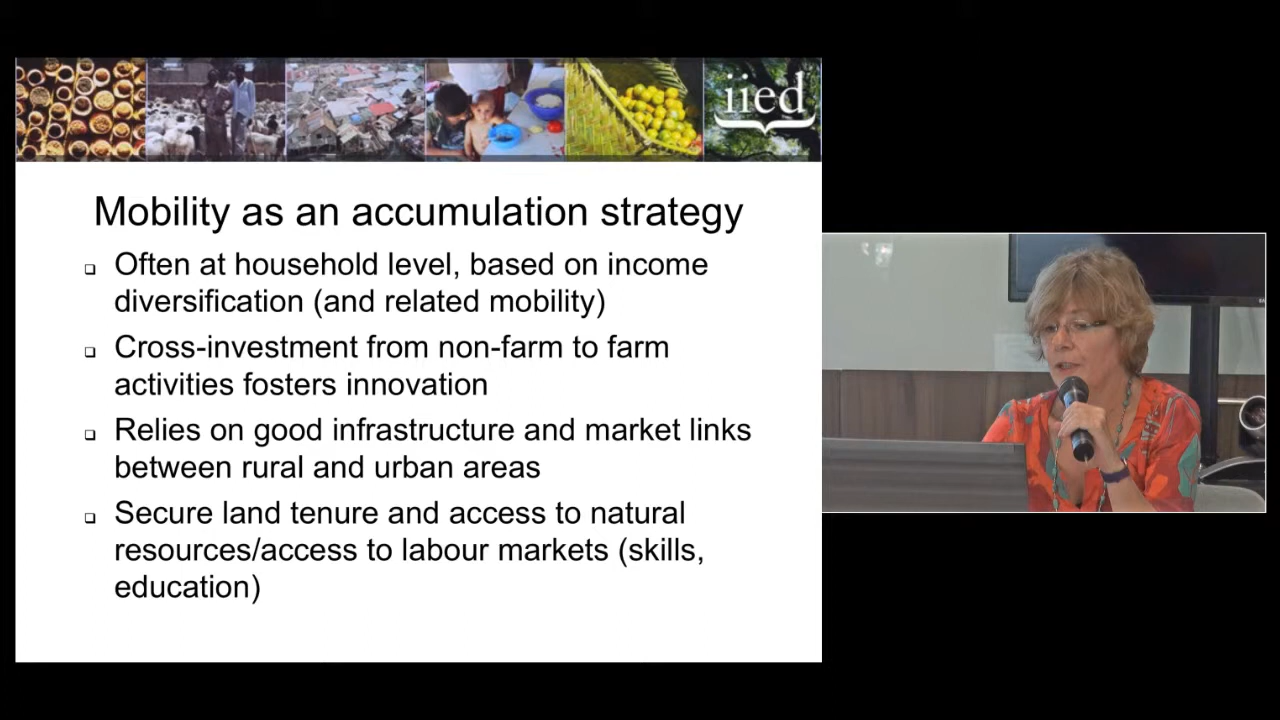 iied
Mobility as an accumulation strategy
Often at household level, based on income
diversification (and related mobility)
Cross-investment from non-farm to farm
activities fosters innovation
Relies on good infrastructure and market links
between rural and urban areas
Secure land tenure and access to natural
resources/access to labour markets (skills,
education)